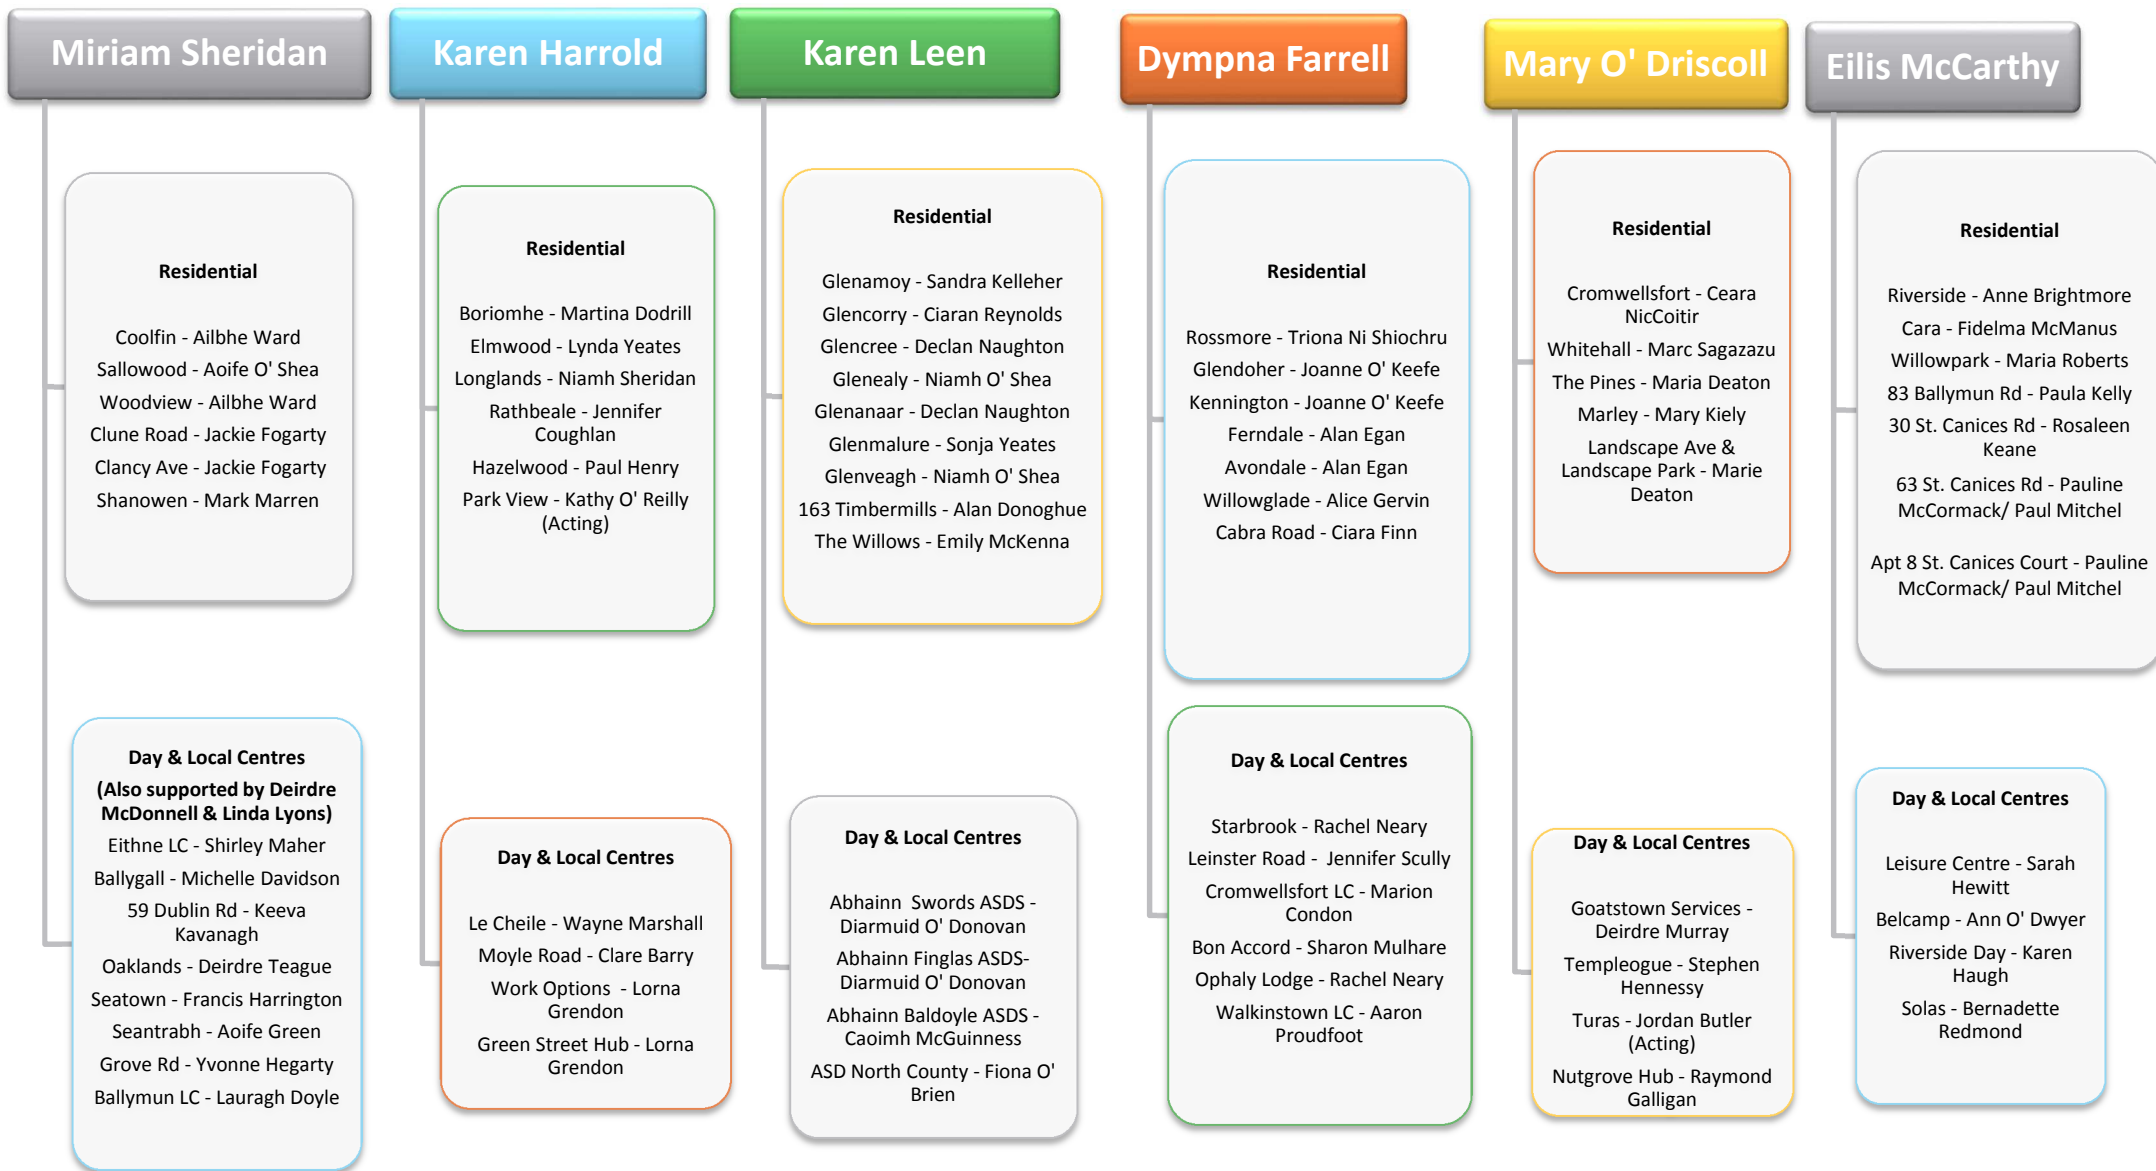 Miriam Sheridan
Residential
Coolfin - Ailbhe Ward
Sallowood - Aoife O' Shea
Woodview - Ailbhe Ward
Clune Road - Jackie Fogarty
Clancy Ave - Jackie Fogarty
Shanowen - Mark Marren
Day & Local Centres
(Also supported by Deirdre
McDonnell & Linda Lyons)
Eithne LC - Shirley Maher
Ballygall - Michelle Davidson
59 Dublin Rd - Keeva
Kavanagh
Oaklands - Deirdre Teague
Seatown - Francis Harrington
Seantrabh - Aoife Green
Grove Rd - Yvonne Hegarty
Ballymun LC - Lauragh Doyle
Karen Harrold
Residential
Boriomhe - Martina Dodrill
Elmwood - Lynda Yeates
Longlands - Niamh Sheridan
Rathbeale - Jennifer
Coughlan
Hazelwood - Paul Henry
Park View - Kathy O' Reilly
(Acting)
Day & Local Centres
Le Cheile - Wayne Marshall
Moyle Road - Clare Barry
Work Options  - Lorna
Grendon
Green Street Hub - Lorna
Grendon
Karen Leen
Residential
Glenamoy - Sandra Kelleher
Glencorry - Ciaran Reynolds
Glencree - Declan Naughton
Glenealy - Niamh O' Shea
Glenanaar - Declan Naughton
Glenmalure - Sonja Yeates
Glenveagh - Niamh O' Shea
163 Timbermills - Alan Donoghue
The Willows - Emily McKenna
Day & Local Centres
Abhainn  Swords ASDS -
Diarmuid O' Donovan
Abhainn Finglas ASDS-
Diarmuid O' Donovan
Abhainn Baldoyle ASDS -
Caoimh McGuinness
ASD North County - Fiona O'
Brien
Dympna Farrell
Residential
Rossmore - Triona Ni Shiochru
Glendoher - Joanne O' Keefe
Kennington - Joanne O' Keefe
Ferndale - Alan Egan
Avondale - Alan Egan
Willowglade - Alice Gervin
Cabra Road - Ciara Finn
Day & Local Centres
Starbrook - Rachel Neary
Leinster Road -  Jennifer Scully
Cromwellsfort LC - Marion
Condon
Bon Accord - Sharon Mulhare
Ophaly Lodge - Rachel Neary
Walkinstown LC - Aaron
Proudfoot
Mary O' Driscoll
Residential
Cromwellsfort - Ceara
NicCoitir
Whitehall - Marc Sagazazu
The Pines - Maria Deaton
Marley - Mary Kiely
Landscape Ave &
Landscape Park - Marie
Deaton
Day & Local Centres
Goatstown Services -
Deirdre Murray
Templeogue - Stephen
Hennessy
Turas - Jordan Butler
(Acting)
Nutgrove Hub - Raymond
Galligan
Eilis McCarthy
Residential
Riverside - Anne Brightmore
Cara - Fidelma McManus
Willowpark - Maria Roberts
83 Ballymun Rd - Paula Kelly
30 St. Canices Rd - Rosaleen
Keane
63 St. Canices Rd - Pauline
McCormack/ Paul Mitchel
Apt 8 St. Canices Court - Pauline
McCormack/ Paul Mitchel
Day & Local Centres
Leisure Centre - Sarah
Hewitt
Belcamp - Ann O' Dwyer
Riverside Day - Karen
Haugh
Solas - Bernadette
Redmond